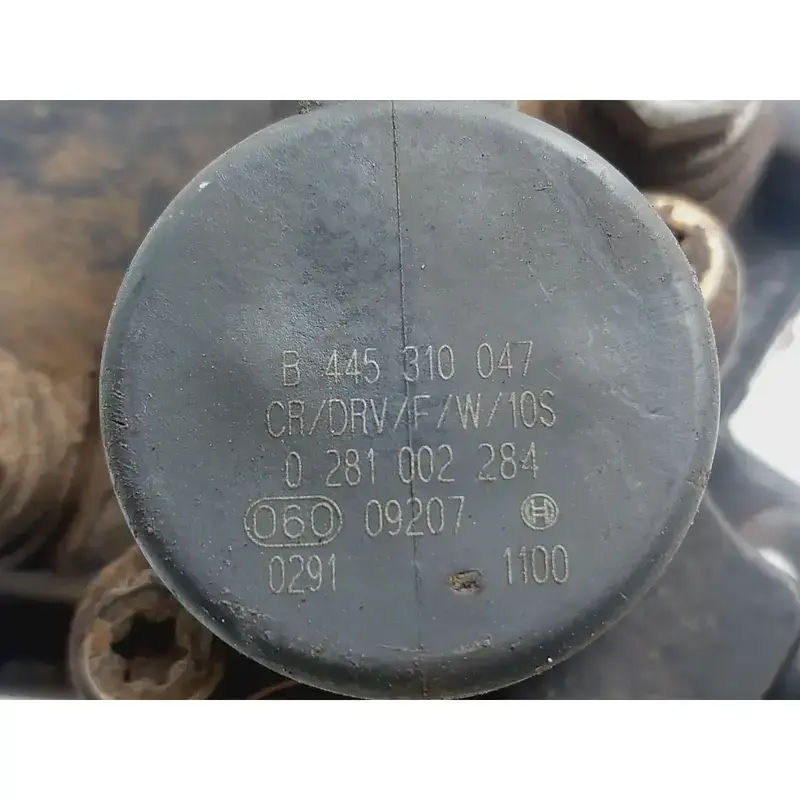 B 445 310 047
CR/DRV/F/W/10S
0 281 002 284
060 09207 H
0291 1100